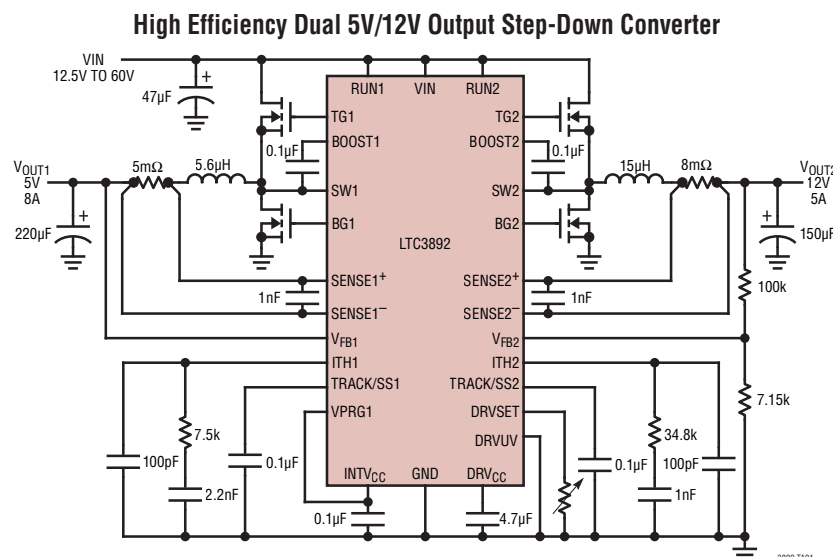 High Efficiency Dual 5V/12V Output Step-Down Converter
VIN
12.5V TO 60V
47µF
+
RUN1
VIN
RUN2
TG1
TG2
BOOST1
BOOST2
0.1µF
0.1µF
VOUT1
5V
8A
5mΩ
5.6µH
SW1
SW2
15µH
8mΩ
VOUT2
12V
5A
220µF
+
BG1
BG2
LTC3892
+
150µF
SENSE1+
SENSE2+
1nF
1nF
100k
SENSE1−
SENSE2−
VFB1
VFB2
ITH1
ITH2
TRACK/SS1
TRACK/SS2
7.15k
VPRG1
DRVSET
7.5k
34.8k
DRVUV
100pF
0.1µF
0.1µF
100pF
INTVCC
GND
DRVCC
2.2nF
1nF
0.1µF
4.7µF
3892 TA01